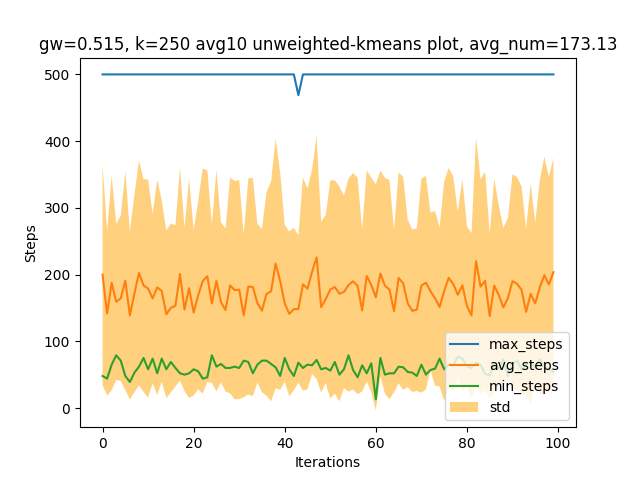 gw=0.515, k=250 avg10 unweighted-kmeans plot, avg_num=173.13
500
400
300
200
100
0
Steps
max_steps
avg_steps
min_steps
std
0 20 40 60 80 100
Iterations